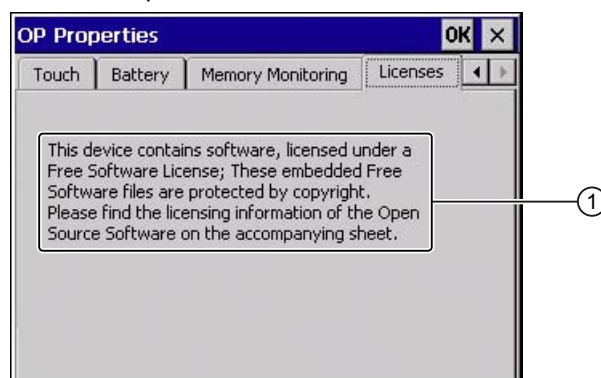 OP Properties OK ×
Touch Battery Memory Monitoring Licenses
This device contains software, licensed under a
Free Software License; These embedded Free
Software files are protected by copyright.
Please find the licensing information of the Open
Source Software on the accompanying sheet.
1